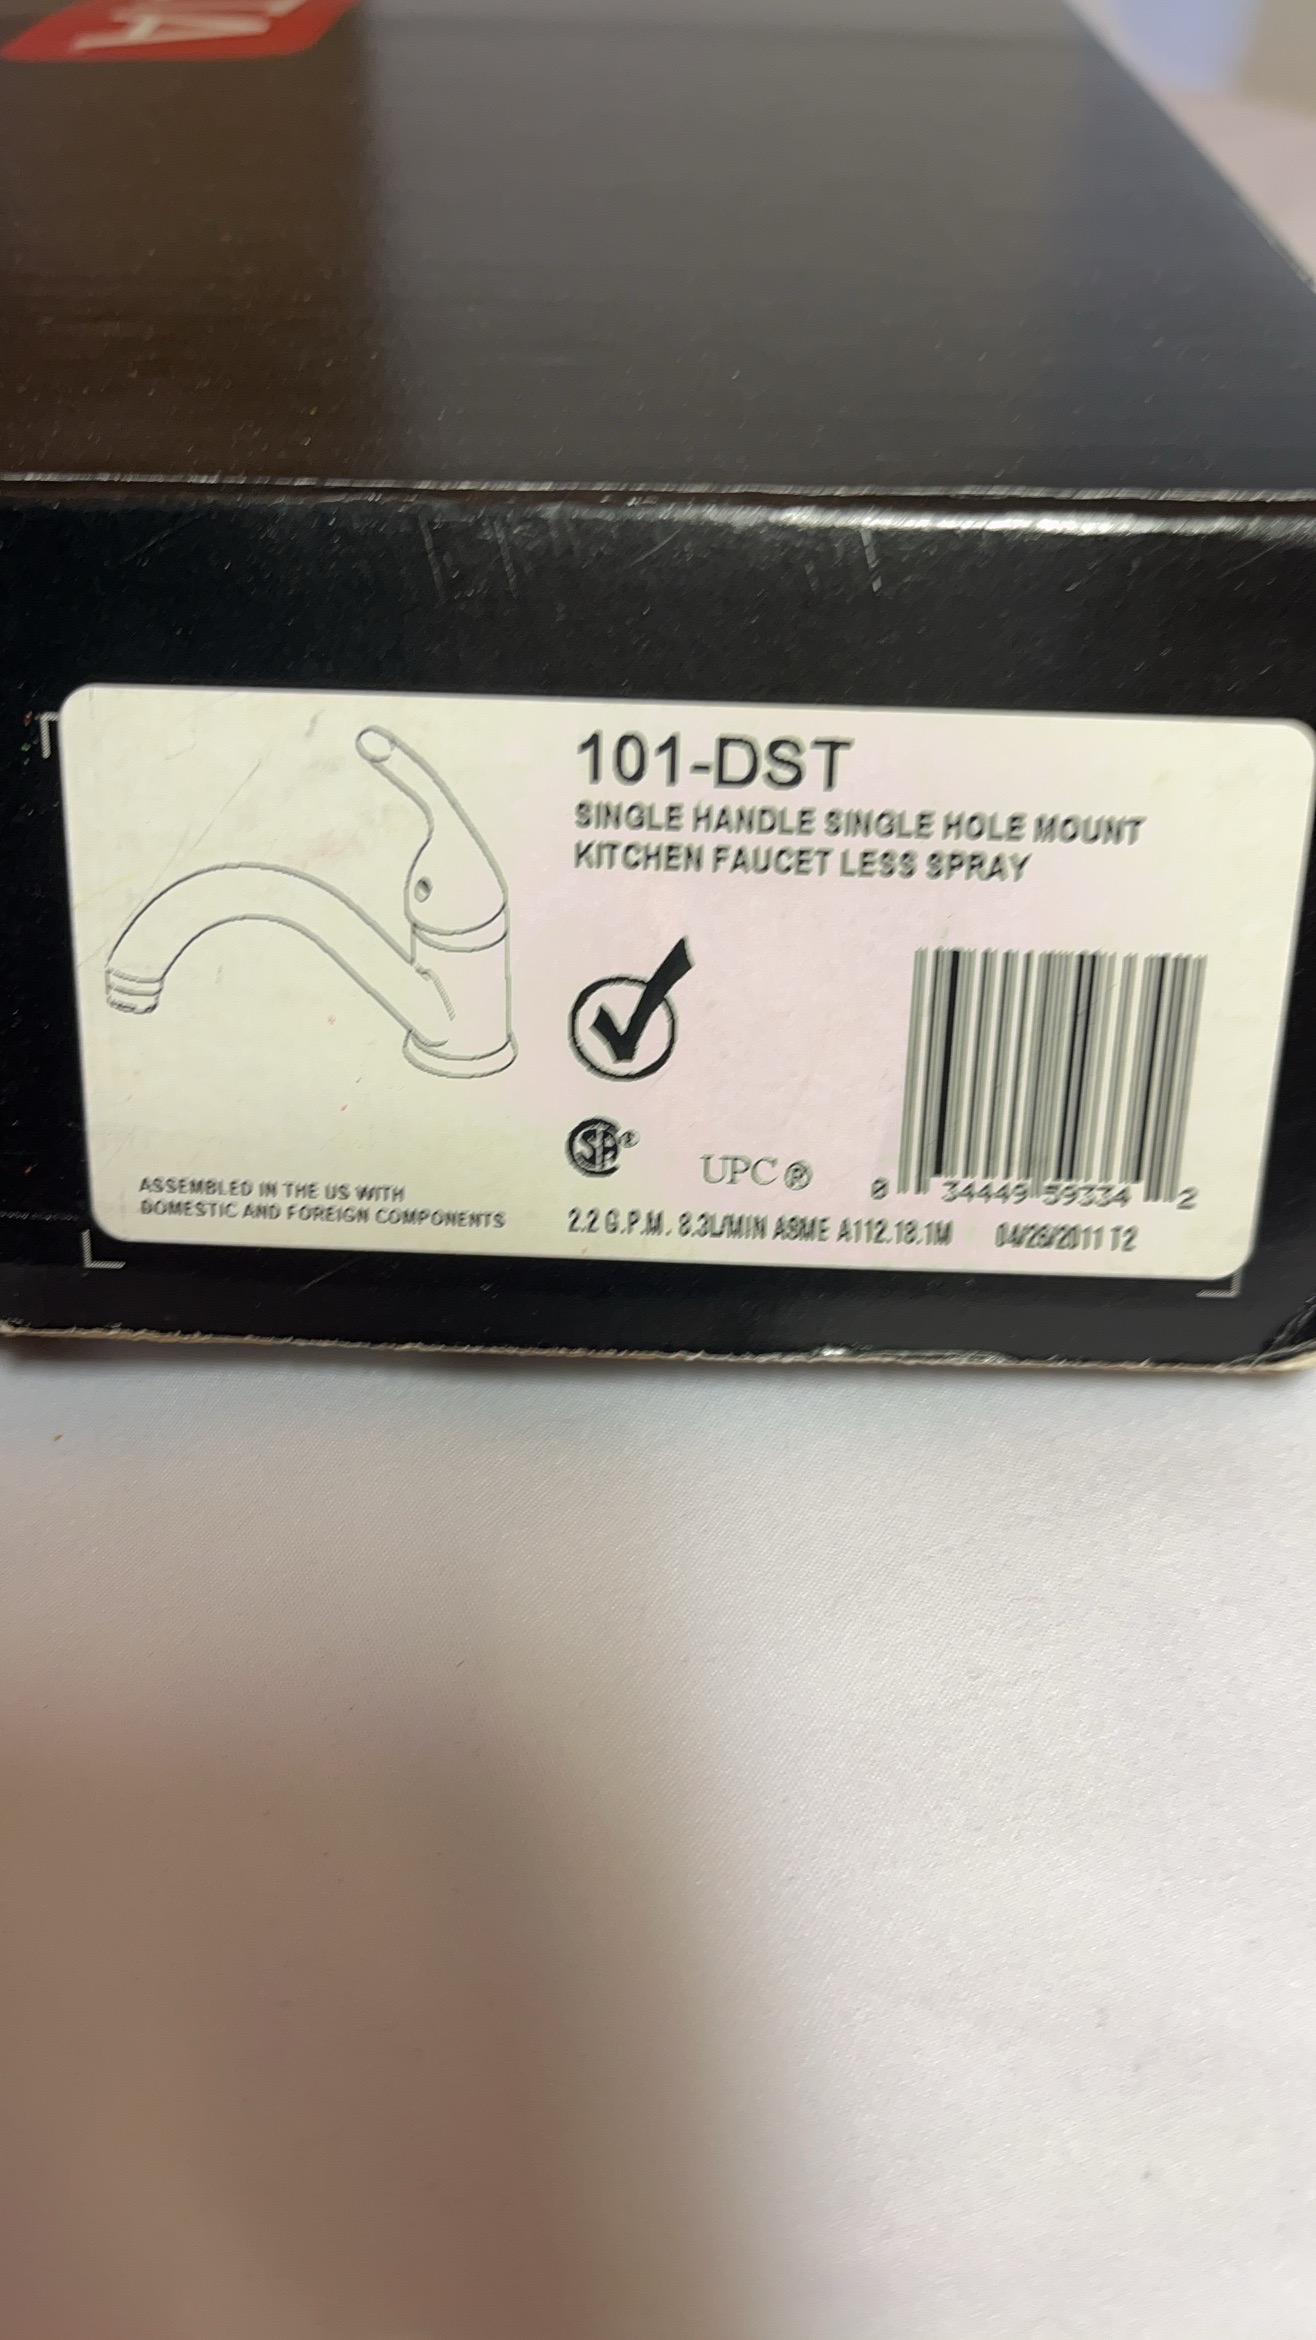 101-DST
SINGLE HANDLE SINGLE HOLE MOUNT
KITCHEN FAUCET LESS SPRAY
SA®
UPC®
0 34449 59334 2
ASSEMBLED IN THE US WITH
DOMESTIC AND FOREIGN COMPONENTS
2.2 G.P.M. 8.3L/MIN ASME A112.18.1M 04/28/2011 T2